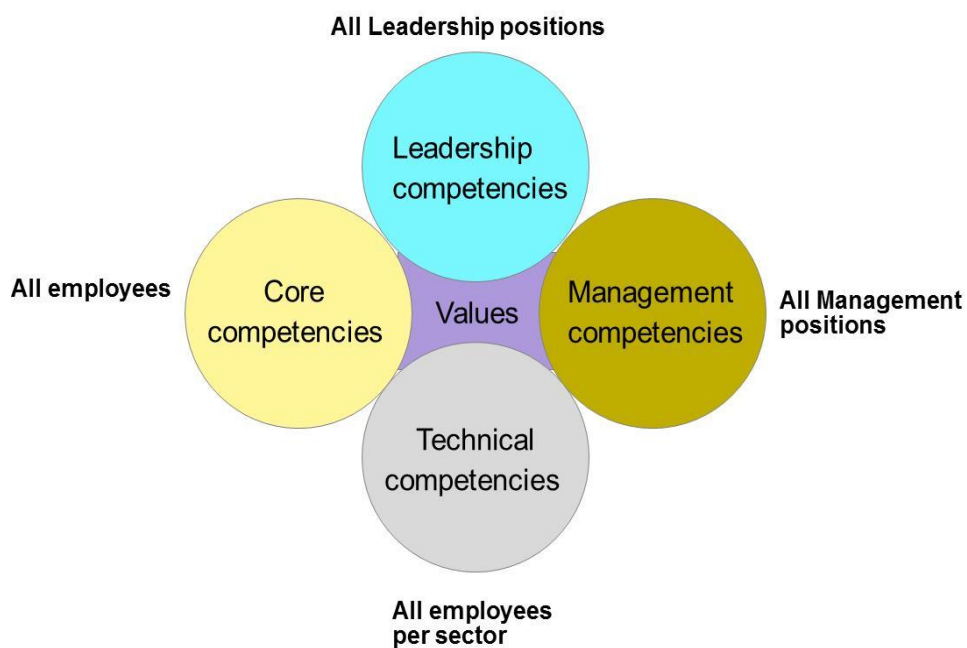 All Leadership positions
Leadership
competencies
All employees
Core
competencies
Values
Management
competencies
All Management
positions
Technical
competencies
All employees
per sector